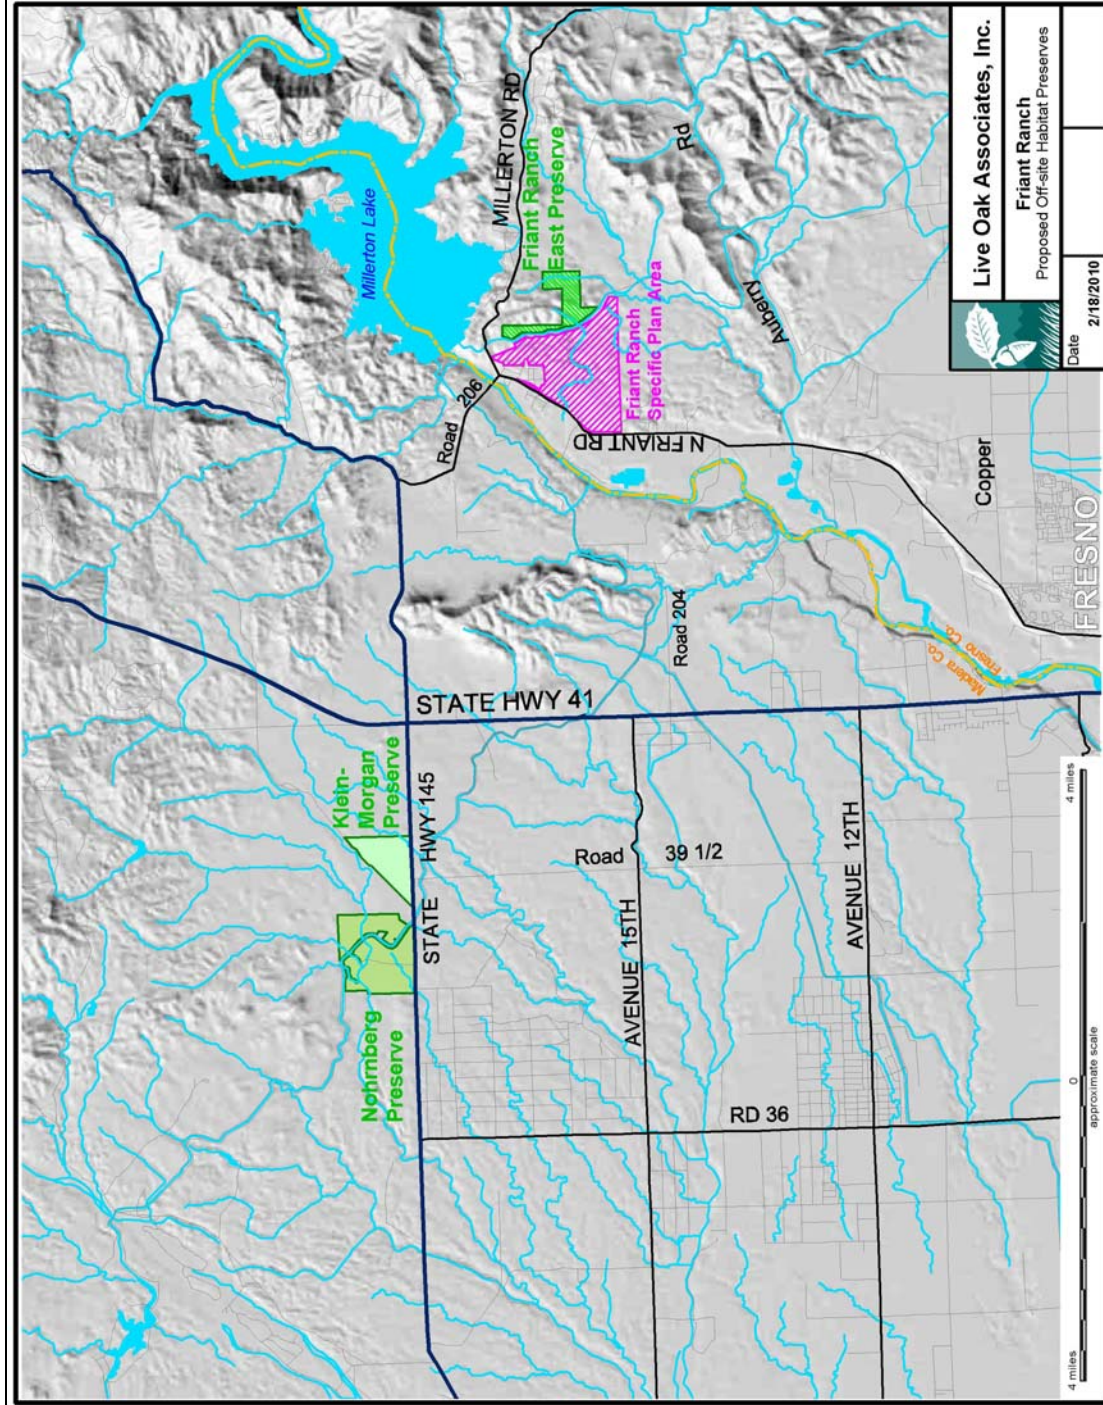 Millerton Lake
MILLERTON RD
Friant Ranch
East Preserve
Friant Ranch
Specific Plan Area
Road 206
N FRIANT RD
Auberry Rd
Copper
FRESNO
Madera Co.
Fresno Co.
Road 204
STATE HWY 41
Klein-
Morgan
Preserve
STATE HWY 145
Nohrnberg
Preserve
Road 39 1/2
AVENUE 15TH
AVENUE 12TH
RD 36
4 miles 0 4 miles
approximate scale
Live Oak Associates, Inc.
Friant Ranch
Proposed Off-site Habitat Preserves
Date
2/18/2010